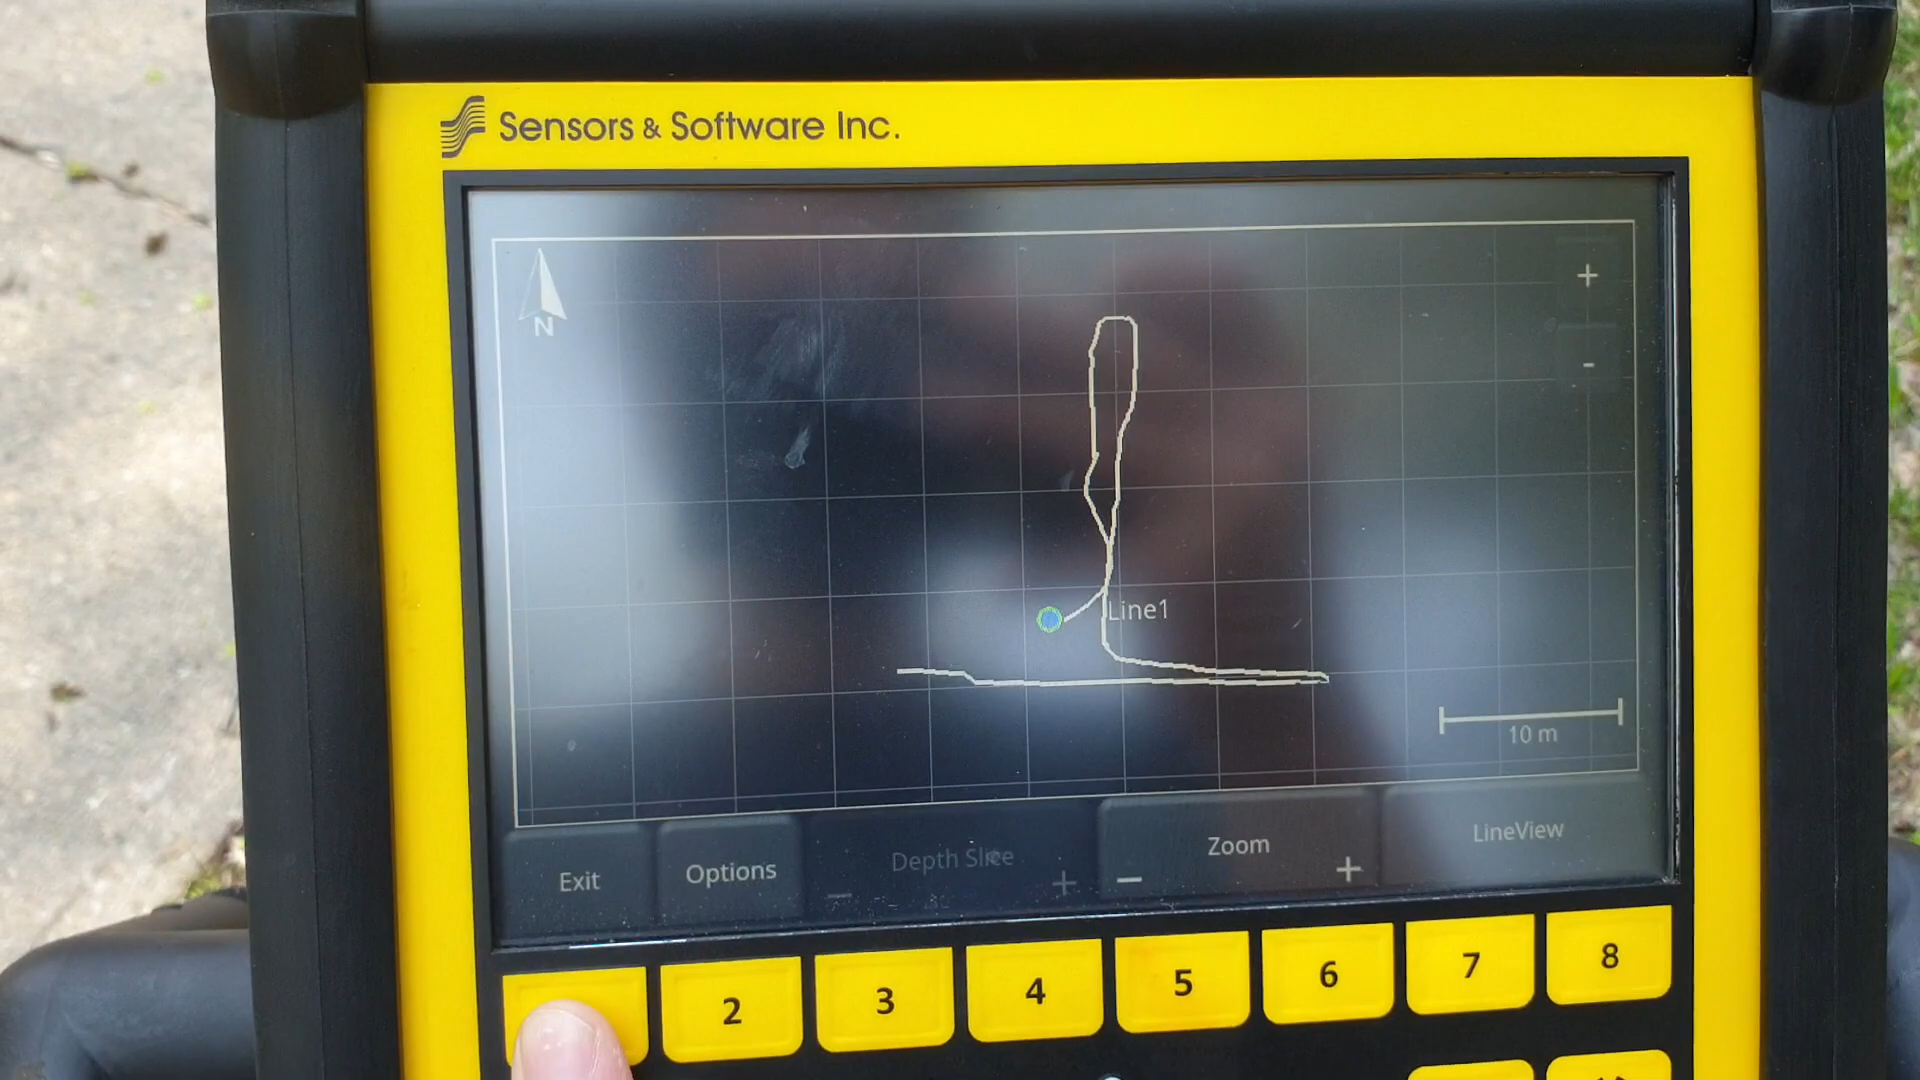 Sensors & Software Inc.
N
+
-
Line1
10 m
Exit
Options
Depth Slice
- +
Zoom
- +
LineView
2
3
4
5
6
7
8